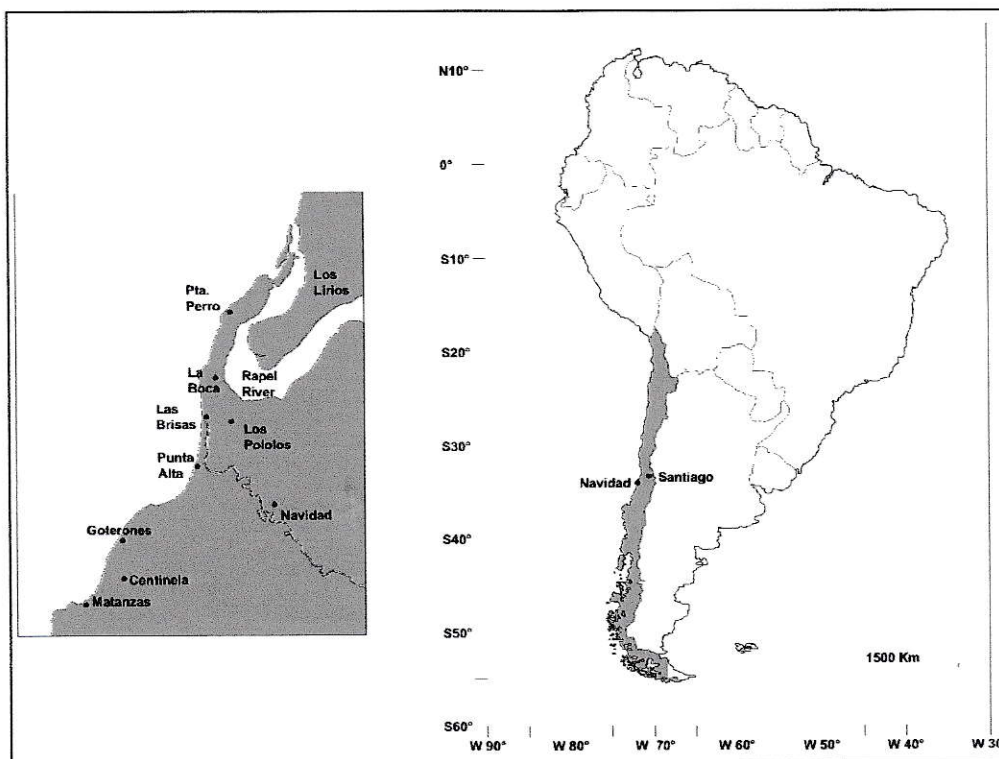 Los
Lirios
Pta.
Perro
La
Boca
Rapel
River
Las
Brisas
Los
Pololos
Punta
Alta
Navidad
Goterones
Centinela
Matanzas
N10°
0°
S10°
S20°
S30°
Navidad
Santiago
S40°
S50°
1500 Km
S60°
W 90°
W 80°
W 70°
W 60°
W 50°
W 40°
W 30